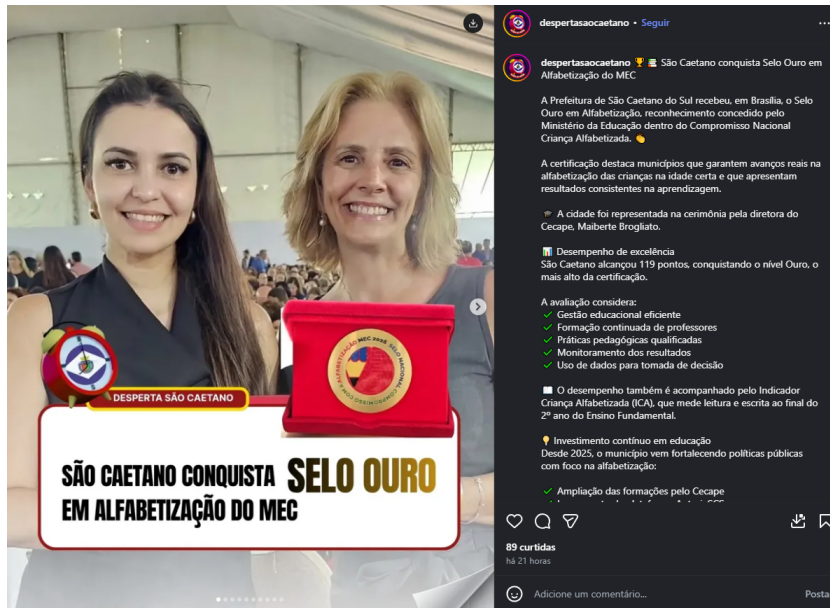 DESPERTA SÃO CAETANO
SÃO CAETANO CONQUISTA SELO OURO
EM ALFABETIZAÇÃO DO MEC
despertasaocaetano • Seguir
despertasaocaetano 🏆 📚 São Caetano conquista Selo Ouro em
Alfabetização do MEC
A Prefeitura de São Caetano do Sul recebeu, em Brasília, o Selo
Ouro em Alfabetização, reconhecimento concedido pelo
Ministério da Educação dentro do Compromisso Nacional
Criança Alfabetizada. 👏
A certificação destaca municípios que garantem avanços reais na
alfabetização das crianças na idade certa e que apresentam
resultados consistentes na aprendizagem.
🎓 A cidade foi representada na cerimônia pela diretora do
Cecape, Maiberte Brogliato.
📊 Desempenho de excelência
São Caetano alcançou 119 pontos, conquistando o nível Ouro, o
mais alto da certificação.
A avaliação considera:
✔ Gestão educacional eficiente
✔ Formação continuada de professores
✔ Práticas pedagógicas qualificadas
✔ Monitoramento dos resultados
✔ Uso de dados para tomada de decisão
📖 O desempenho também é acompanhado pelo Indicador
Criança Alfabetizada (ICA), que mede leitura e escrita ao final do
2º ano do Ensino Fundamental.
💡 Investimento contínuo em educação
Desde 2025, o município vem fortalecendo políticas públicas
com foco na alfabetização:
✔ Ampliação das formações pelo Cecape
89 curtidas
há 21 horas
Adicione um comentário...